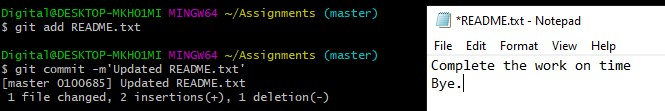 Digital@DESKTOP-MKHO1MI MINGW64 ~/Assignments (master)
$ git add README.txt
Digital@DESKTOP-MKHO1MI MINGW64 ~/Assignments (master)
$ git commit -m'Updated README.txt'
[master 0100685] Updated README.txt
1 file changed, 2 insertions(+), 1 deletion(-)
*README.txt - Notepad
File Edit Format View Help
Complete the work on time
Bye.